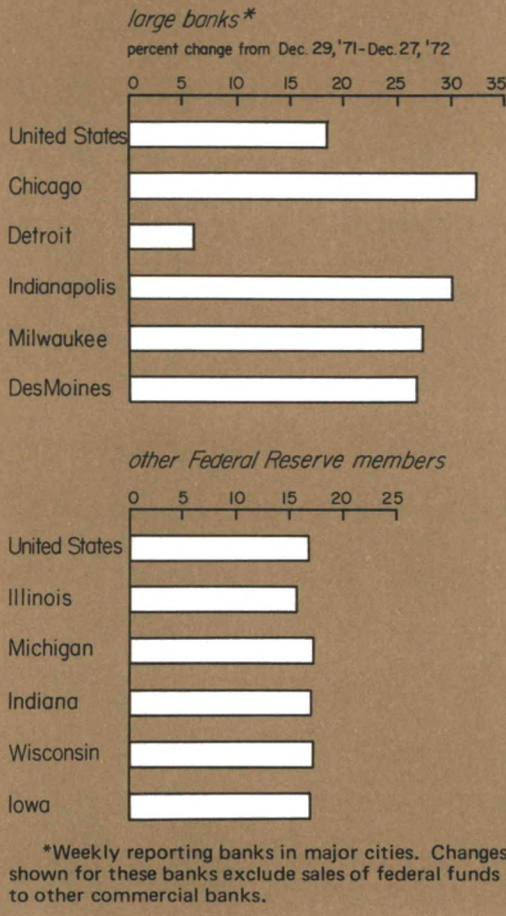 large banks*
percent change from Dec. 29,'71-Dec. 27, '72
0 5 10 15 20 25 30 35
United States
Chicago
Detroit
Indianapolis
Milwaukee
DesMoines
other Federal Reserve members
0 5 10 15 20 25
United States
Illinois
Michigan
Indiana
Wisconsin
Iowa
*Weekly reporting banks in major cities. Changes
shown for these banks exclude sales of federal funds
to other commercial banks.